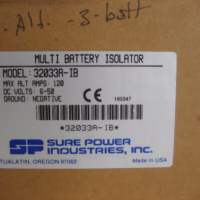 Alt. -3-batt
MULTI BATTERY ISOLATOR
MODEL: 32033A-IB
MAX ALT AMPS: 120
DC VOLTS: 6-50
GROUND: NEGATIVE
160347
*32033A-IB*
SP SURE POWER
INDUSTRIES, INC.
TUALATIN, OREGON 97062
Made in USA